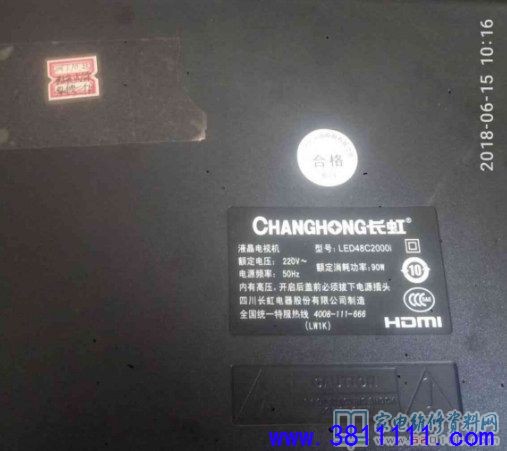 2018-06-15 10:16
合格
CHANGHONG长虹®
液晶电视机 型号: LED48C2000i
额定电压: 220V~ 额定消耗功率: 90W
电源频率: 50Hz
10
内有高压, 开启后盖前必须拔下电源插头
四川长虹电器股份有限公司制造
全国统一特服热线 4008-111-666
(LW1K)
HDMI
CAUTION
家电维修资料网
www.3811111.com